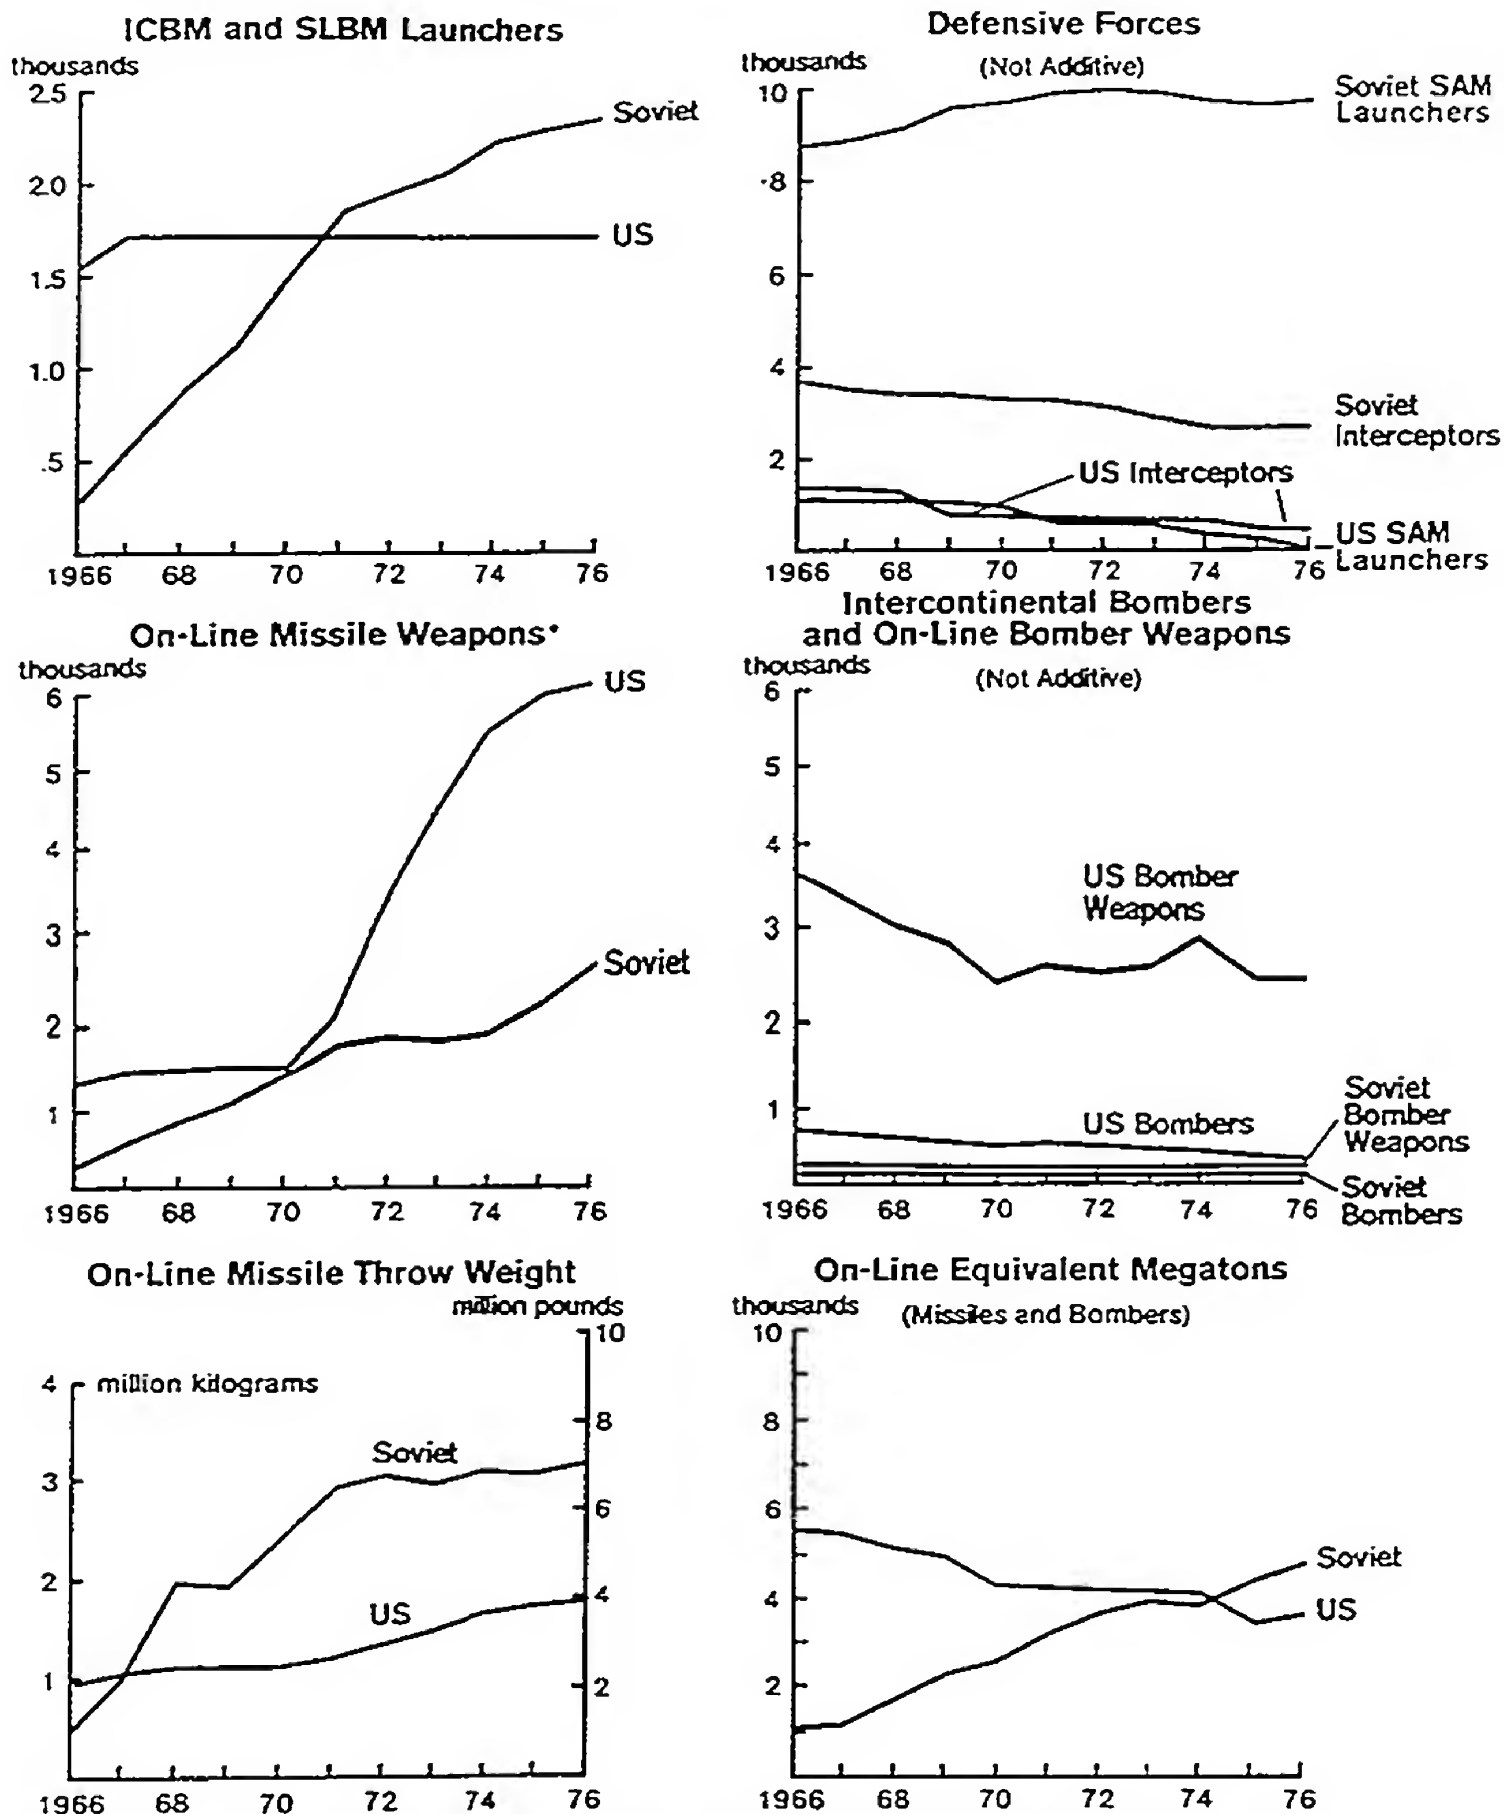 ICBM and SLBM Launchers
thousands
2.5
2.0
1.5
1.0
.5
Soviet
US
1966 68 70 72 74 76
Defensive Forces
(Not Additive)
thousands
10
8
6
4
2
Soviet SAM
Launchers
Soviet
Interceptors
US Interceptors
US SAM
Launchers
1966 68 70 72 74 76
On-Line Missile Weapons*
thousands
6
5
4
3
2
1
US
Soviet
1966 68 70 72 74 76
Intercontinental Bombers
and On-Line Bomber Weapons
(Not Additive)
thousands
6
5
4
3
2
1
US Bomber
Weapons
US Bombers
Soviet
Bomber
Weapons
Soviet
Bombers
1966 68 70 72 74 76
On-Line Missile Throw Weight
million pounds
10
8
6
4
2
million kilograms
4
3
2
1
Soviet
US
1966 68 70 72 74 76
On-Line Equivalent Megatons
(Missiles and Bombers)
thousands
10
8
6
4
2
Soviet
US
1966 68 70 72 74 76